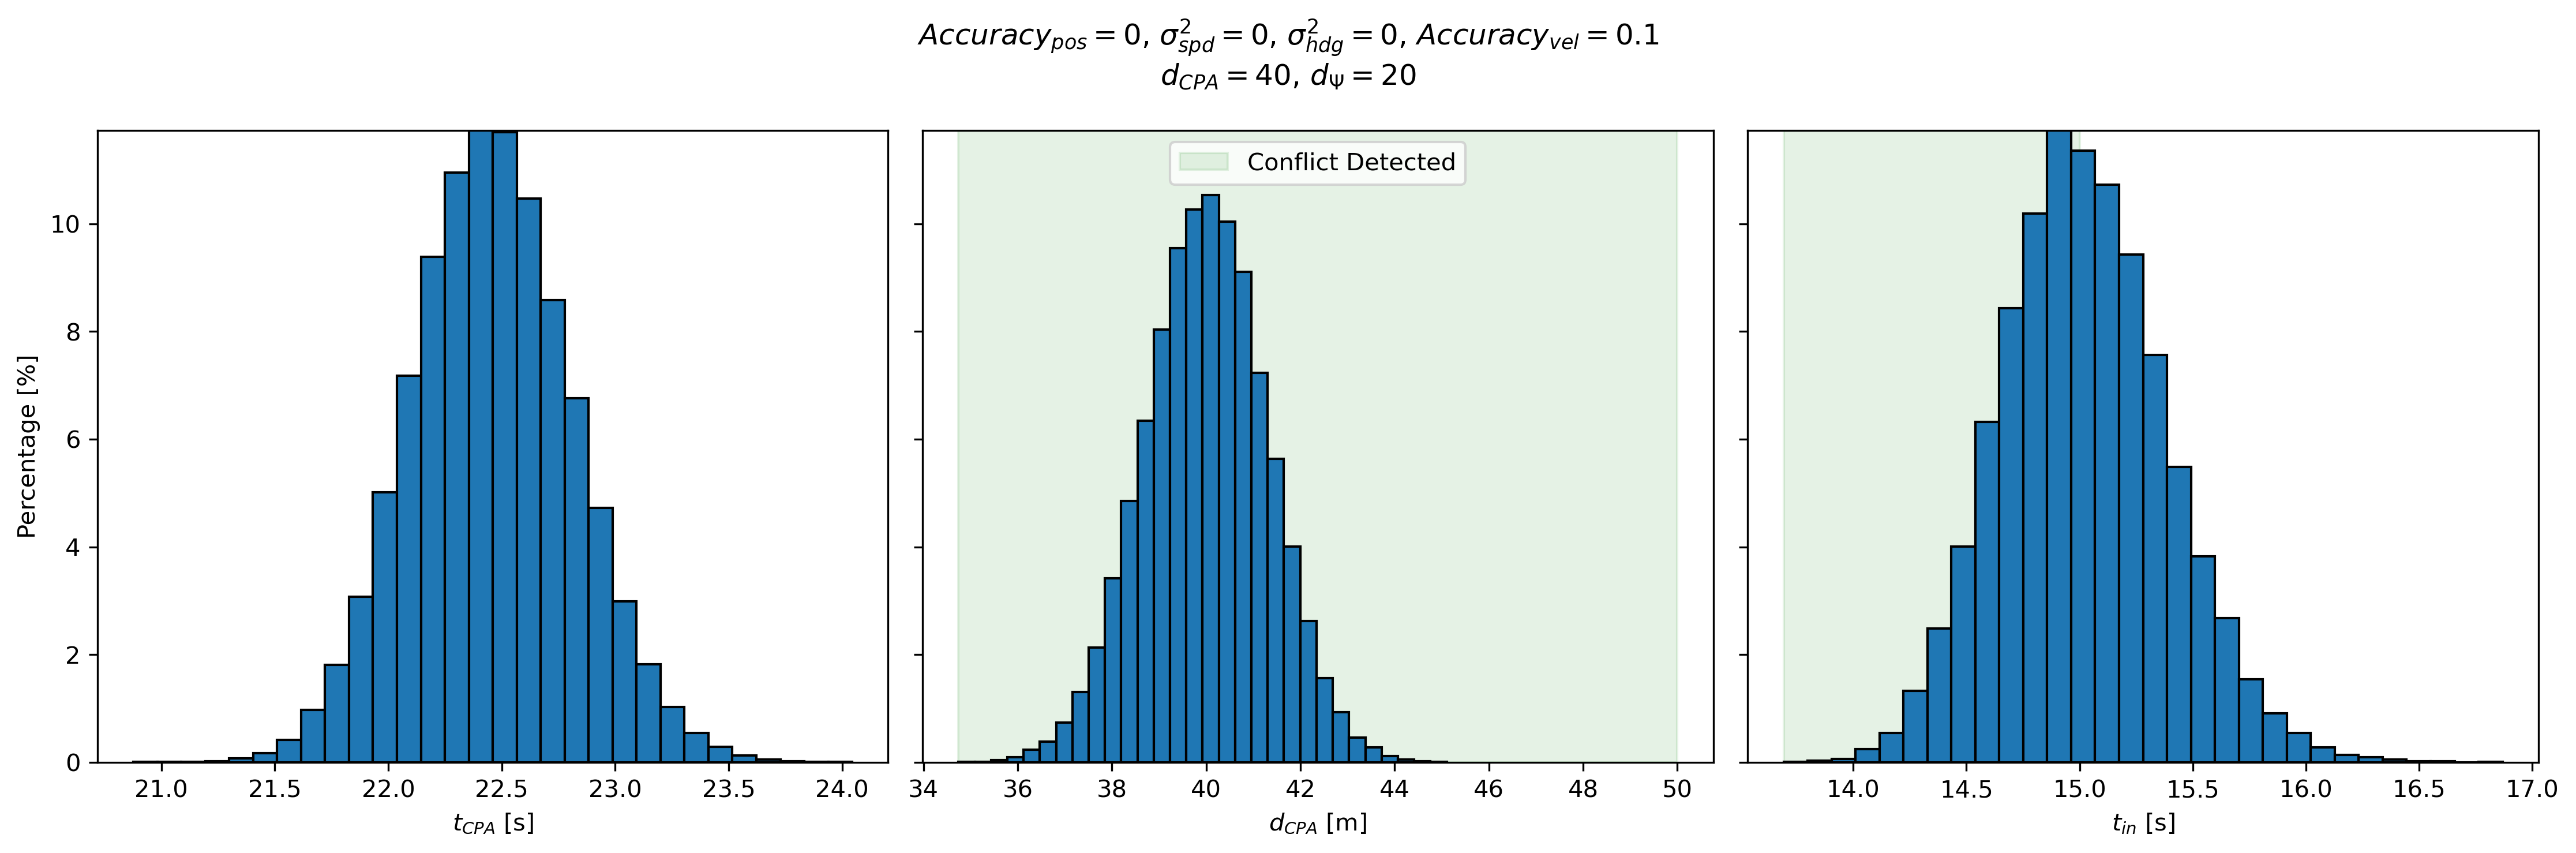 Accuracy_pos = 0, σ²_spd = 0, σ²_hdg = 0, Accuracy_vel = 0.1
d_CPA = 40, d_Ψ = 20
Conflict Detected
Percentage [%]
10
8
6
4
2
0
21.0 21.5 22.0 22.5 23.0 23.5 24.0
t_CPA [s]
34 36 38 40 42 44 46 48 50
d_CPA [m]
14.0 14.5 15.0 15.5 16.0 16.5 17.0
t_in [s]